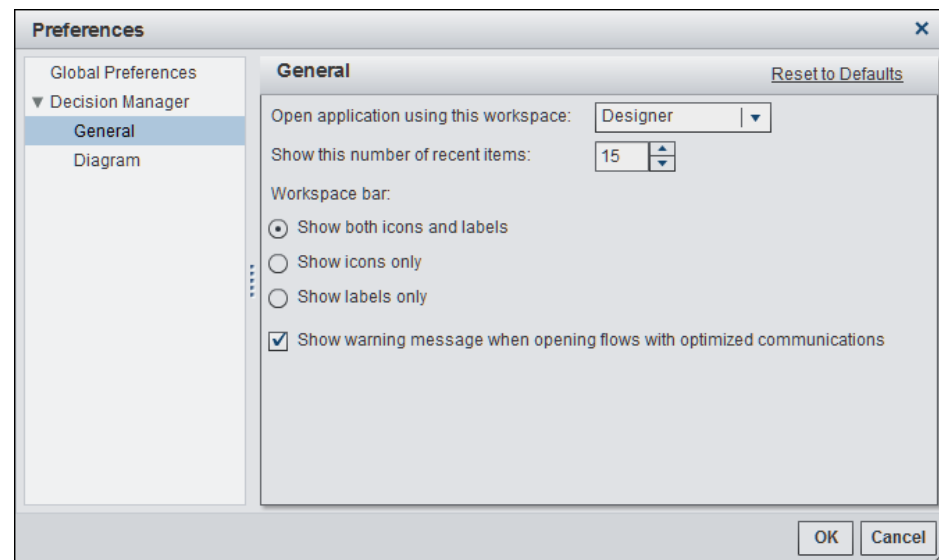 Preferences
Global Preferences
Decision Manager
General
Diagram
General
Reset to Defaults
Open application using this workspace: Designer
Show this number of recent items: 15
Workspace bar:
Show both icons and labels
Show icons only
Show labels only
Show warning message when opening flows with optimized communications
OK Cancel